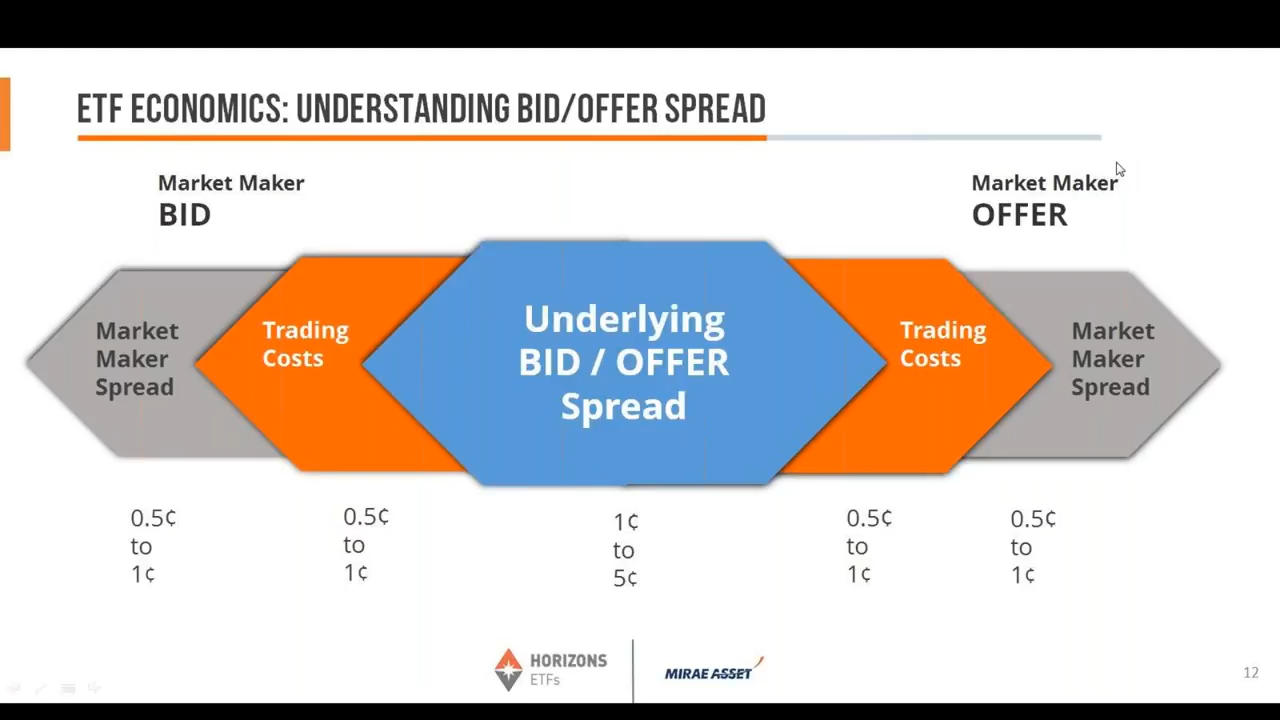 ETF ECONOMICS: UNDERSTANDING BID/OFFER SPREAD
Market Maker
BID
Market Maker
OFFER
Market
Maker
Spread
Trading
Costs
Underlying
BID / OFFER
Spread
Trading
Costs
Market
Maker
Spread
0.5¢
to
1¢
0.5¢
to
1¢
1¢
to
5¢
0.5¢
to
1¢
0.5¢
to
1¢
HORIZONS
ETFs
MIRAE ASSET
12